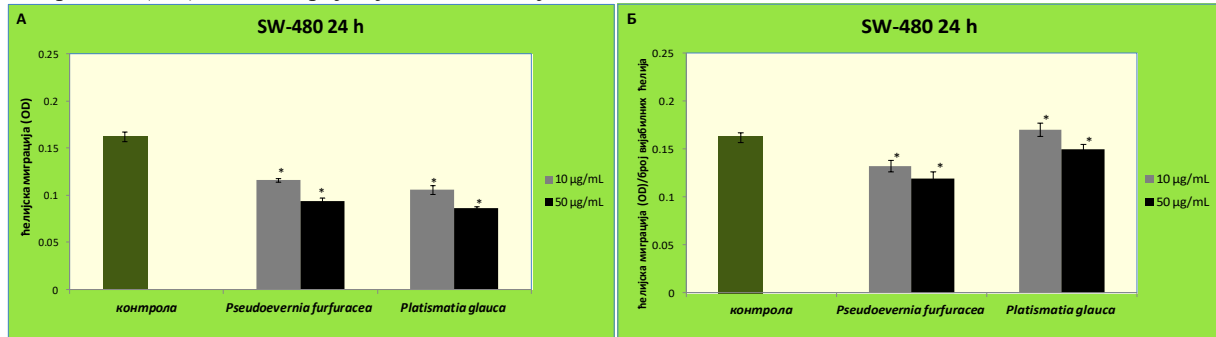 А
SW-480 24 h
ћелијска миграција (OD)
0.25
0.2
0.15
0.1
0.05
0
*
*
*
*
контрола
Pseudoevernia furfuracea
Platismatia glauca
10 µg/mL
50 µg/mL
Б
SW-480 24 h
ћелијска миграција (OD)/број вијабилних ћелија
0.25
0.2
0.15
0.1
0.05
0
*
*
*
*
контрола
Pseudoevernia furfuracea
Platismatia glauca
10 µg/mL
50 µg/mL